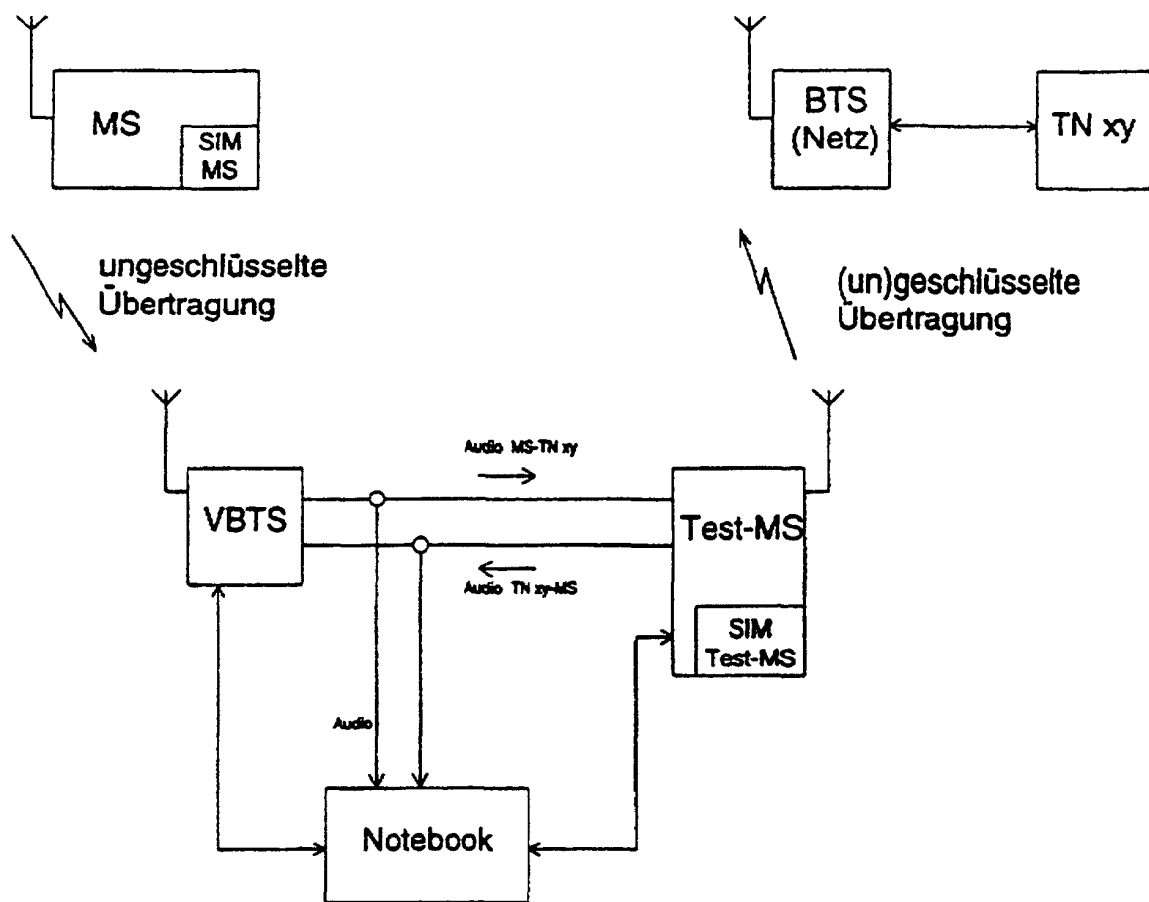 MS
SIM
MS
BTS
(Netz)
TN xy
ungeschlüsselte
Übertragung
(un)geschlüsselte
Übertragung
Audio MS-TN xy
VBTS
Test-MS
Audio TN xy-MS
SIM
Test-MS
Audio
Notebook